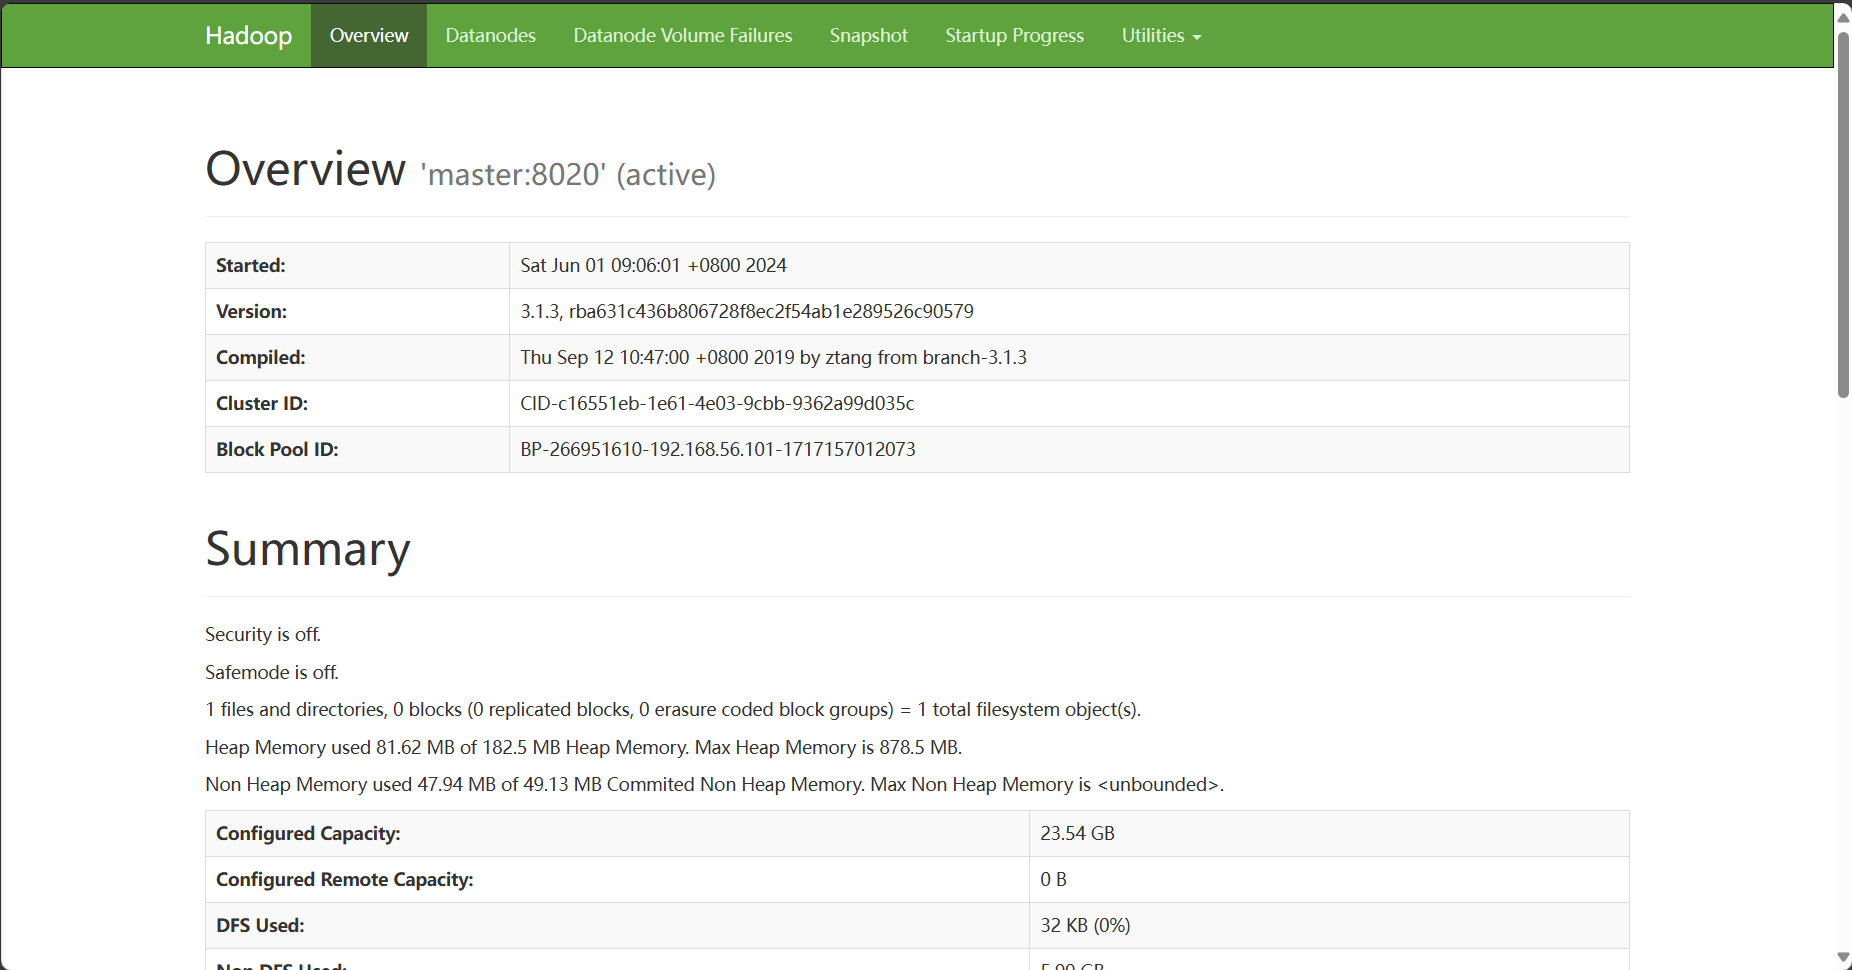 Hadoop Overview Datanodes Datanode Volume Failures Snapshot Startup Progress Utilities
Overview 'master:8020' (active)
Started: Sat Jun 01 09:06:01 +0800 2024
Version: 3.1.3, rba631c436b806728f8ec2f54ab1e289526c90579
Compiled: Thu Sep 12 10:47:00 +0800 2019 by ztang from branch-3.1.3
Cluster ID: CID-c16551eb-1e61-4e03-9cbb-9362a99d035c
Block Pool ID: BP-266951610-192.168.56.101-1717157012073
Summary
Security is off.
Safemode is off.
1 files and directories, 0 blocks (0 replicated blocks, 0 erasure coded block groups) = 1 total filesystem object(s).
Heap Memory used 81.62 MB of 182.5 MB Heap Memory. Max Heap Memory is 878.5 MB.
Non Heap Memory used 47.94 MB of 49.13 MB Commited Non Heap Memory. Max Non Heap Memory is <unbounded>.
Configured Capacity: 23.54 GB
Configured Remote Capacity: 0 B
DFS Used: 32 KB (0%)
Non DFS Used: